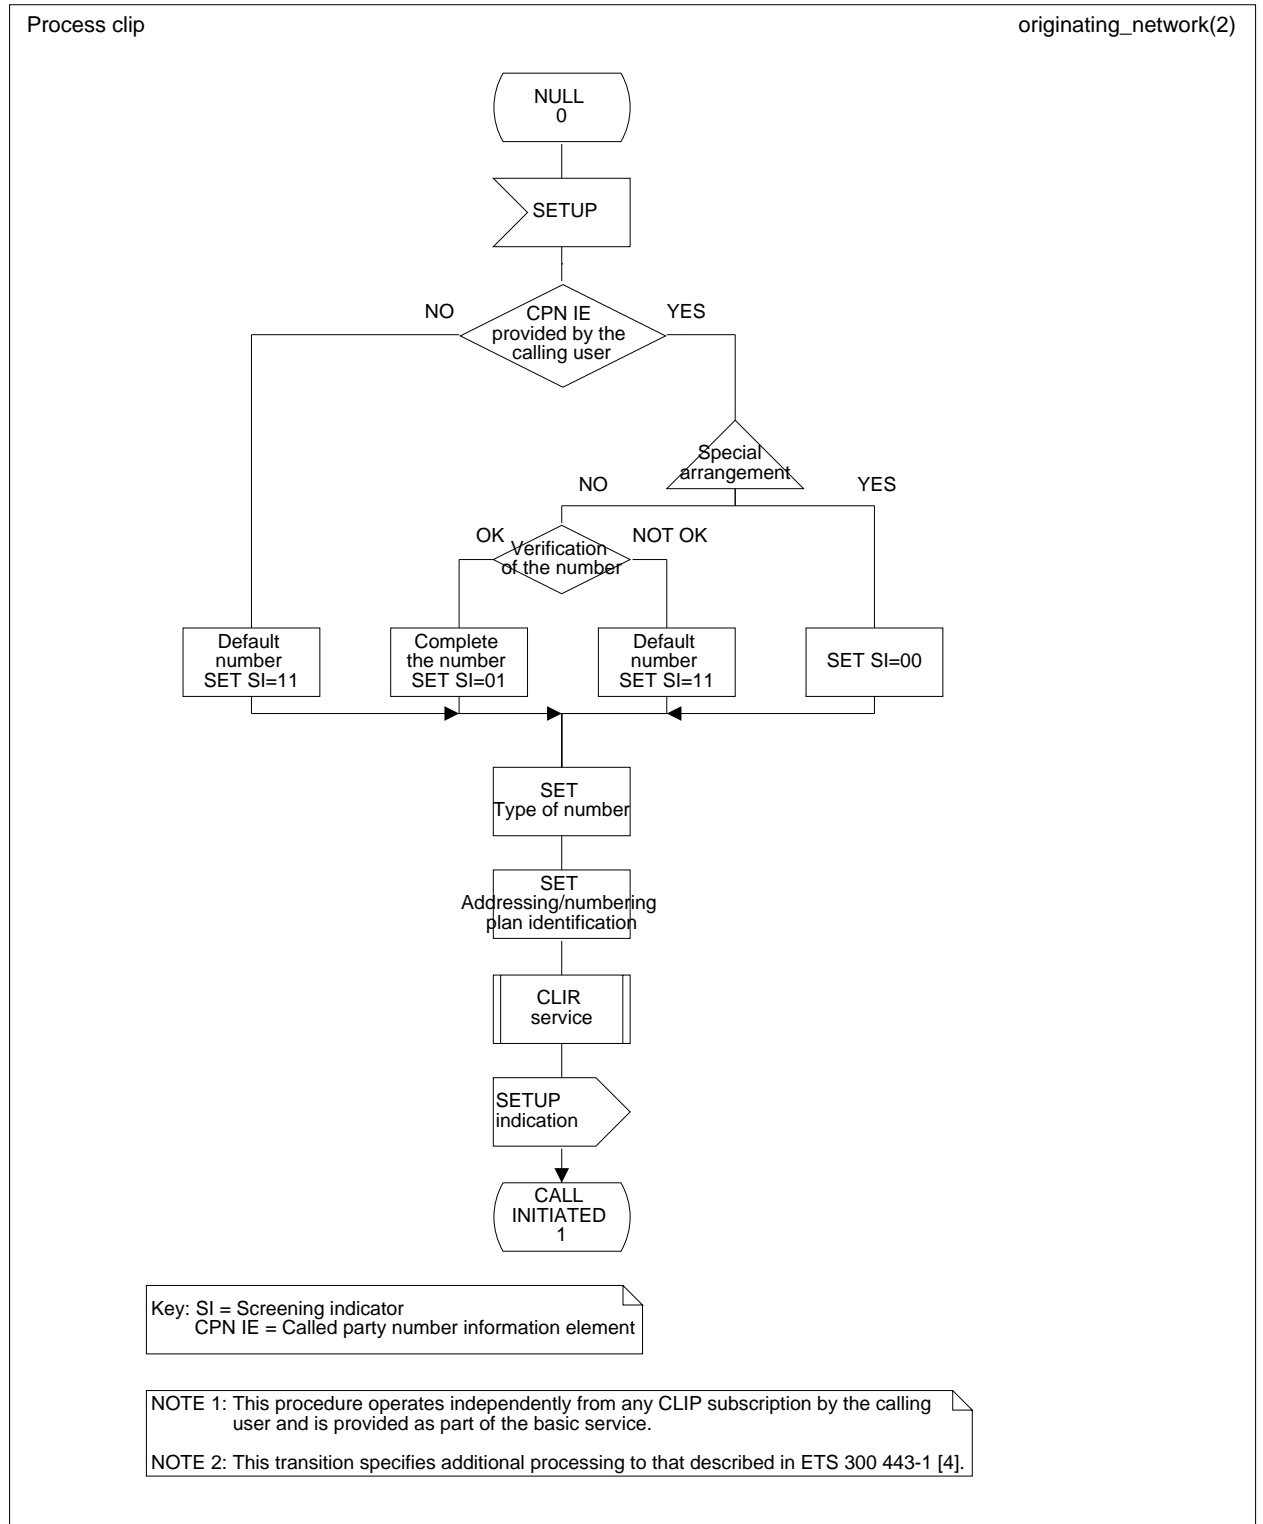 Process clip
originating_network(2)
NULL
0
SETUP
NO
CPN IE
provided by the
calling user
YES
Special
arrangement
NO
YES
OK
Verification
of the number
NOT OK
Default
number
SET SI=11
Complete
the number
SET SI=01
Default
number
SET SI=11
SET SI=00
SET
Type of number
SET
Addressing/numbering
plan identification
CLIR
service
SETUP
indication
CALL
INITIATED
1
Key: SI = Screening indicator
CPN IE = Called party number information element
NOTE 1: This procedure operates independently from any CLIP subscription by the calling
user and is provided as part of the basic service.
NOTE 2: This transition specifies additional processing to that described in ETS 300 443-1 [4].